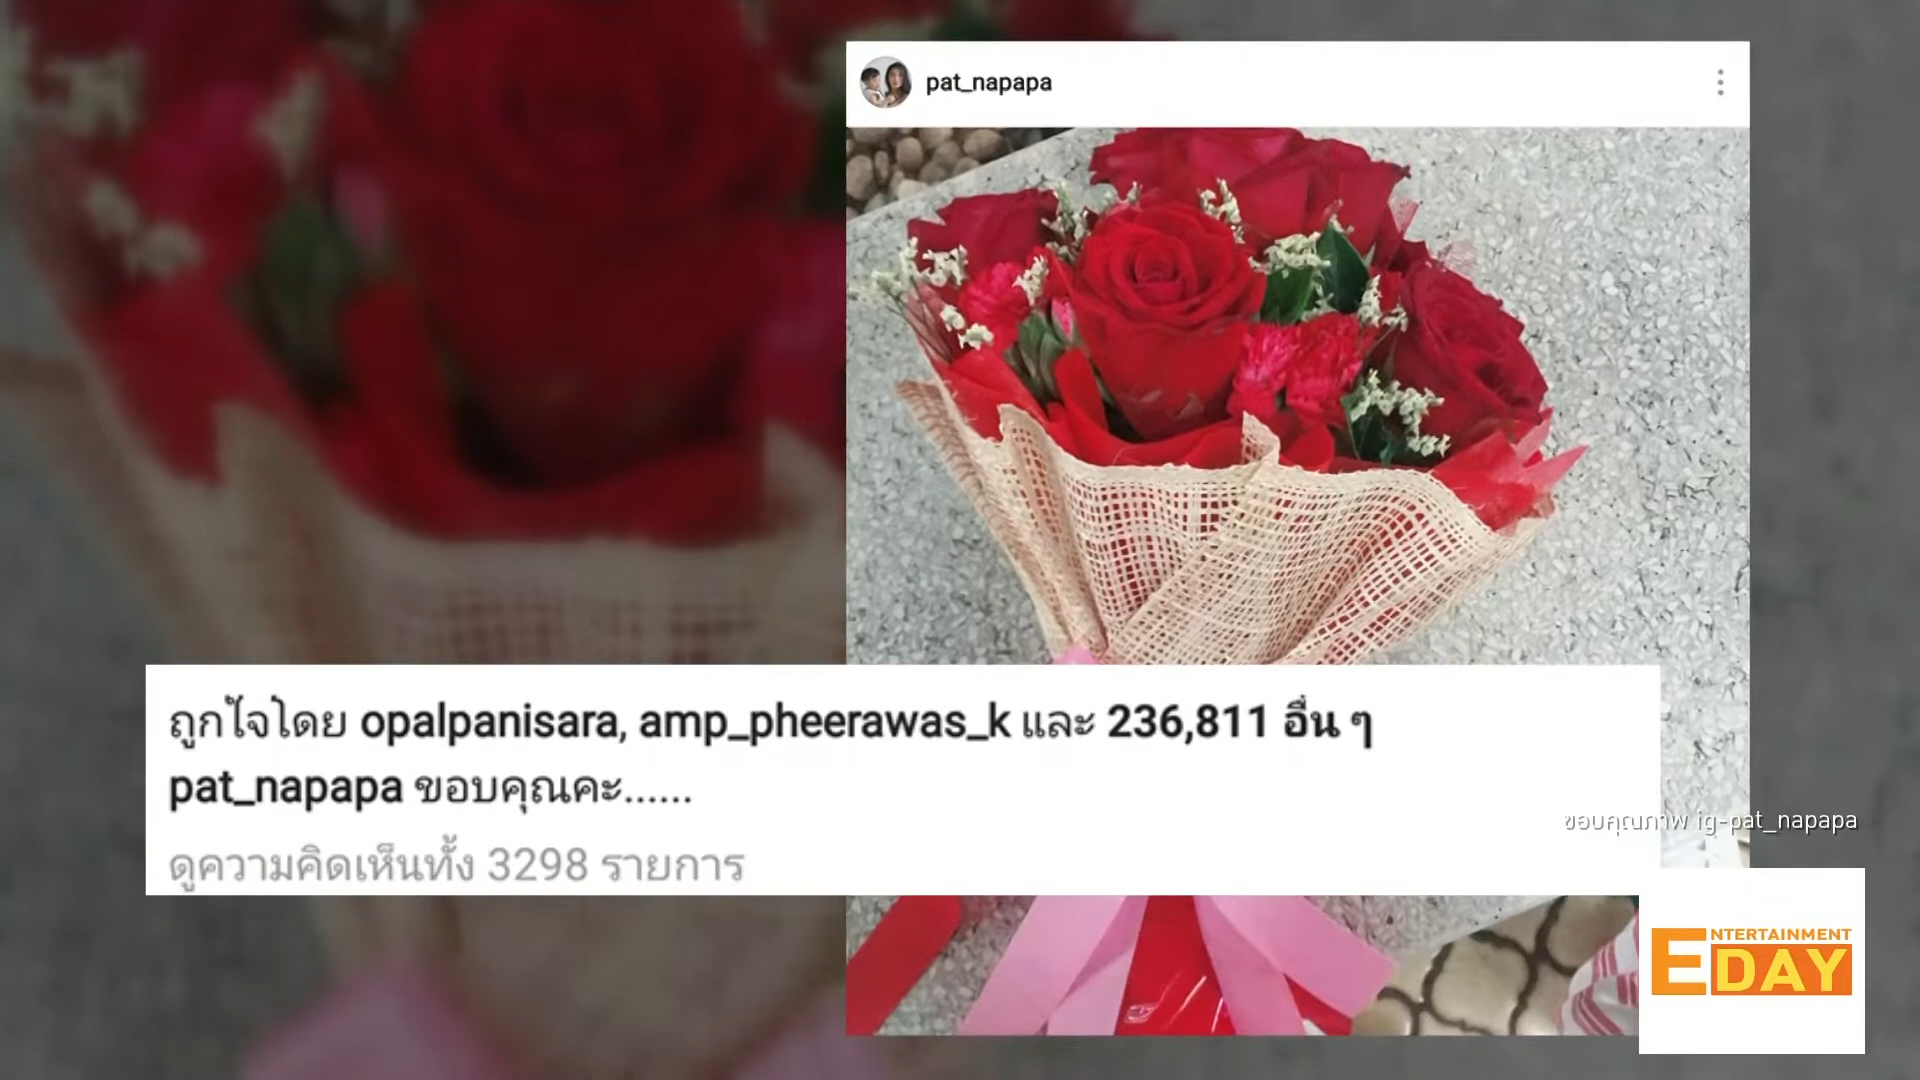 pat_napapa
ถูกใจโดย opalpanisara, amp_pheerawas_k และ 236,811 อื่น ๆ
pat_napapa ขอบคุณคะ......
ดูความคิดเห็นทั้ง 3298 รายการ
ขอบคุณภาพ ig-pat_napapa
ENTERTAINMENT
DAY